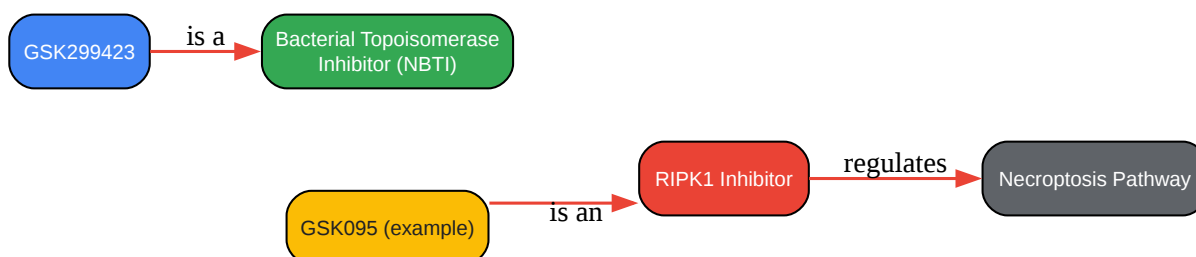 GSK299423
is a
Bacterial Topoisomerase
Inhibitor (NBTI)
GSK095 (example)
is an
RIPK1 Inhibitor
regulates
Necroptosis Pathway